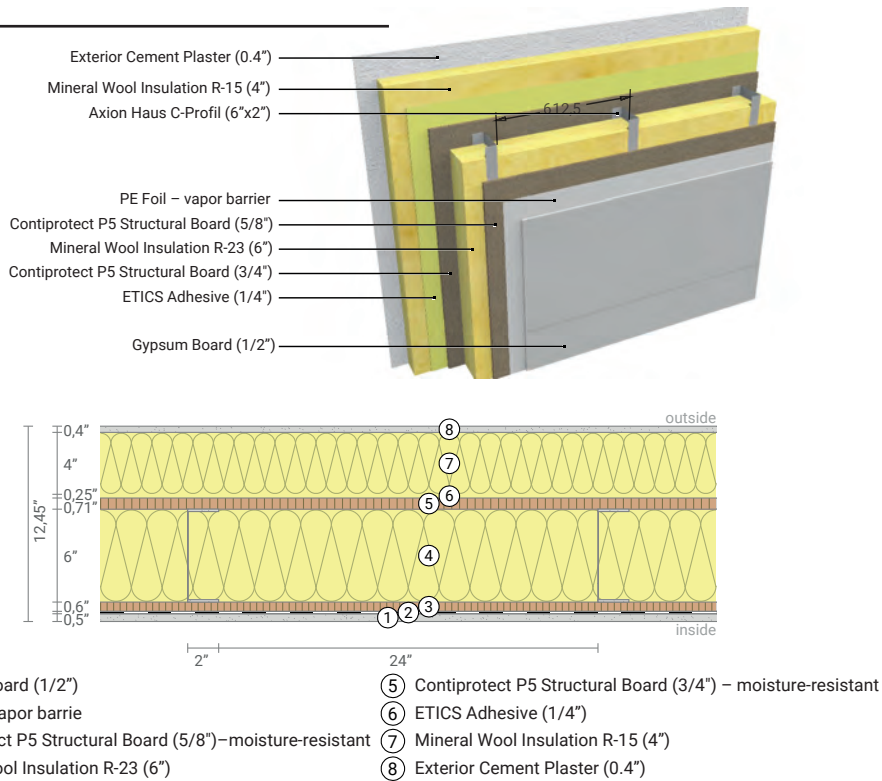 Exterior Cement Plaster (0.4”)
Mineral Wool Insulation R-15 (4”)
Axion Haus C-Profil (6”x2”)
612,5
PE Foil – vapor barrier
Contiprotect P5 Structural Board (5/8")
Mineral Wool Insulation R-23 (6”)
Contiprotect P5 Structural Board (3/4")
ETICS Adhesive (1/4")
Gypsum Board (1/2”)
outside
0,4”
4”
0,25”
0,71”
12,45”
6”
0,6”
0,5”
8
7
6
5
4
3
2
1
inside
2”
24”
oard (1/2”)
vapor barrie
ct P5 Structural Board (5/8")–moisture-resistant
ool Insulation R-23 (6”)
5 Contiprotect P5 Structural Board (3/4") – moisture-resistant
6 ETICS Adhesive (1/4”)
7 Mineral Wool Insulation R-15 (4”)
8 Exterior Cement Plaster (0.4”)